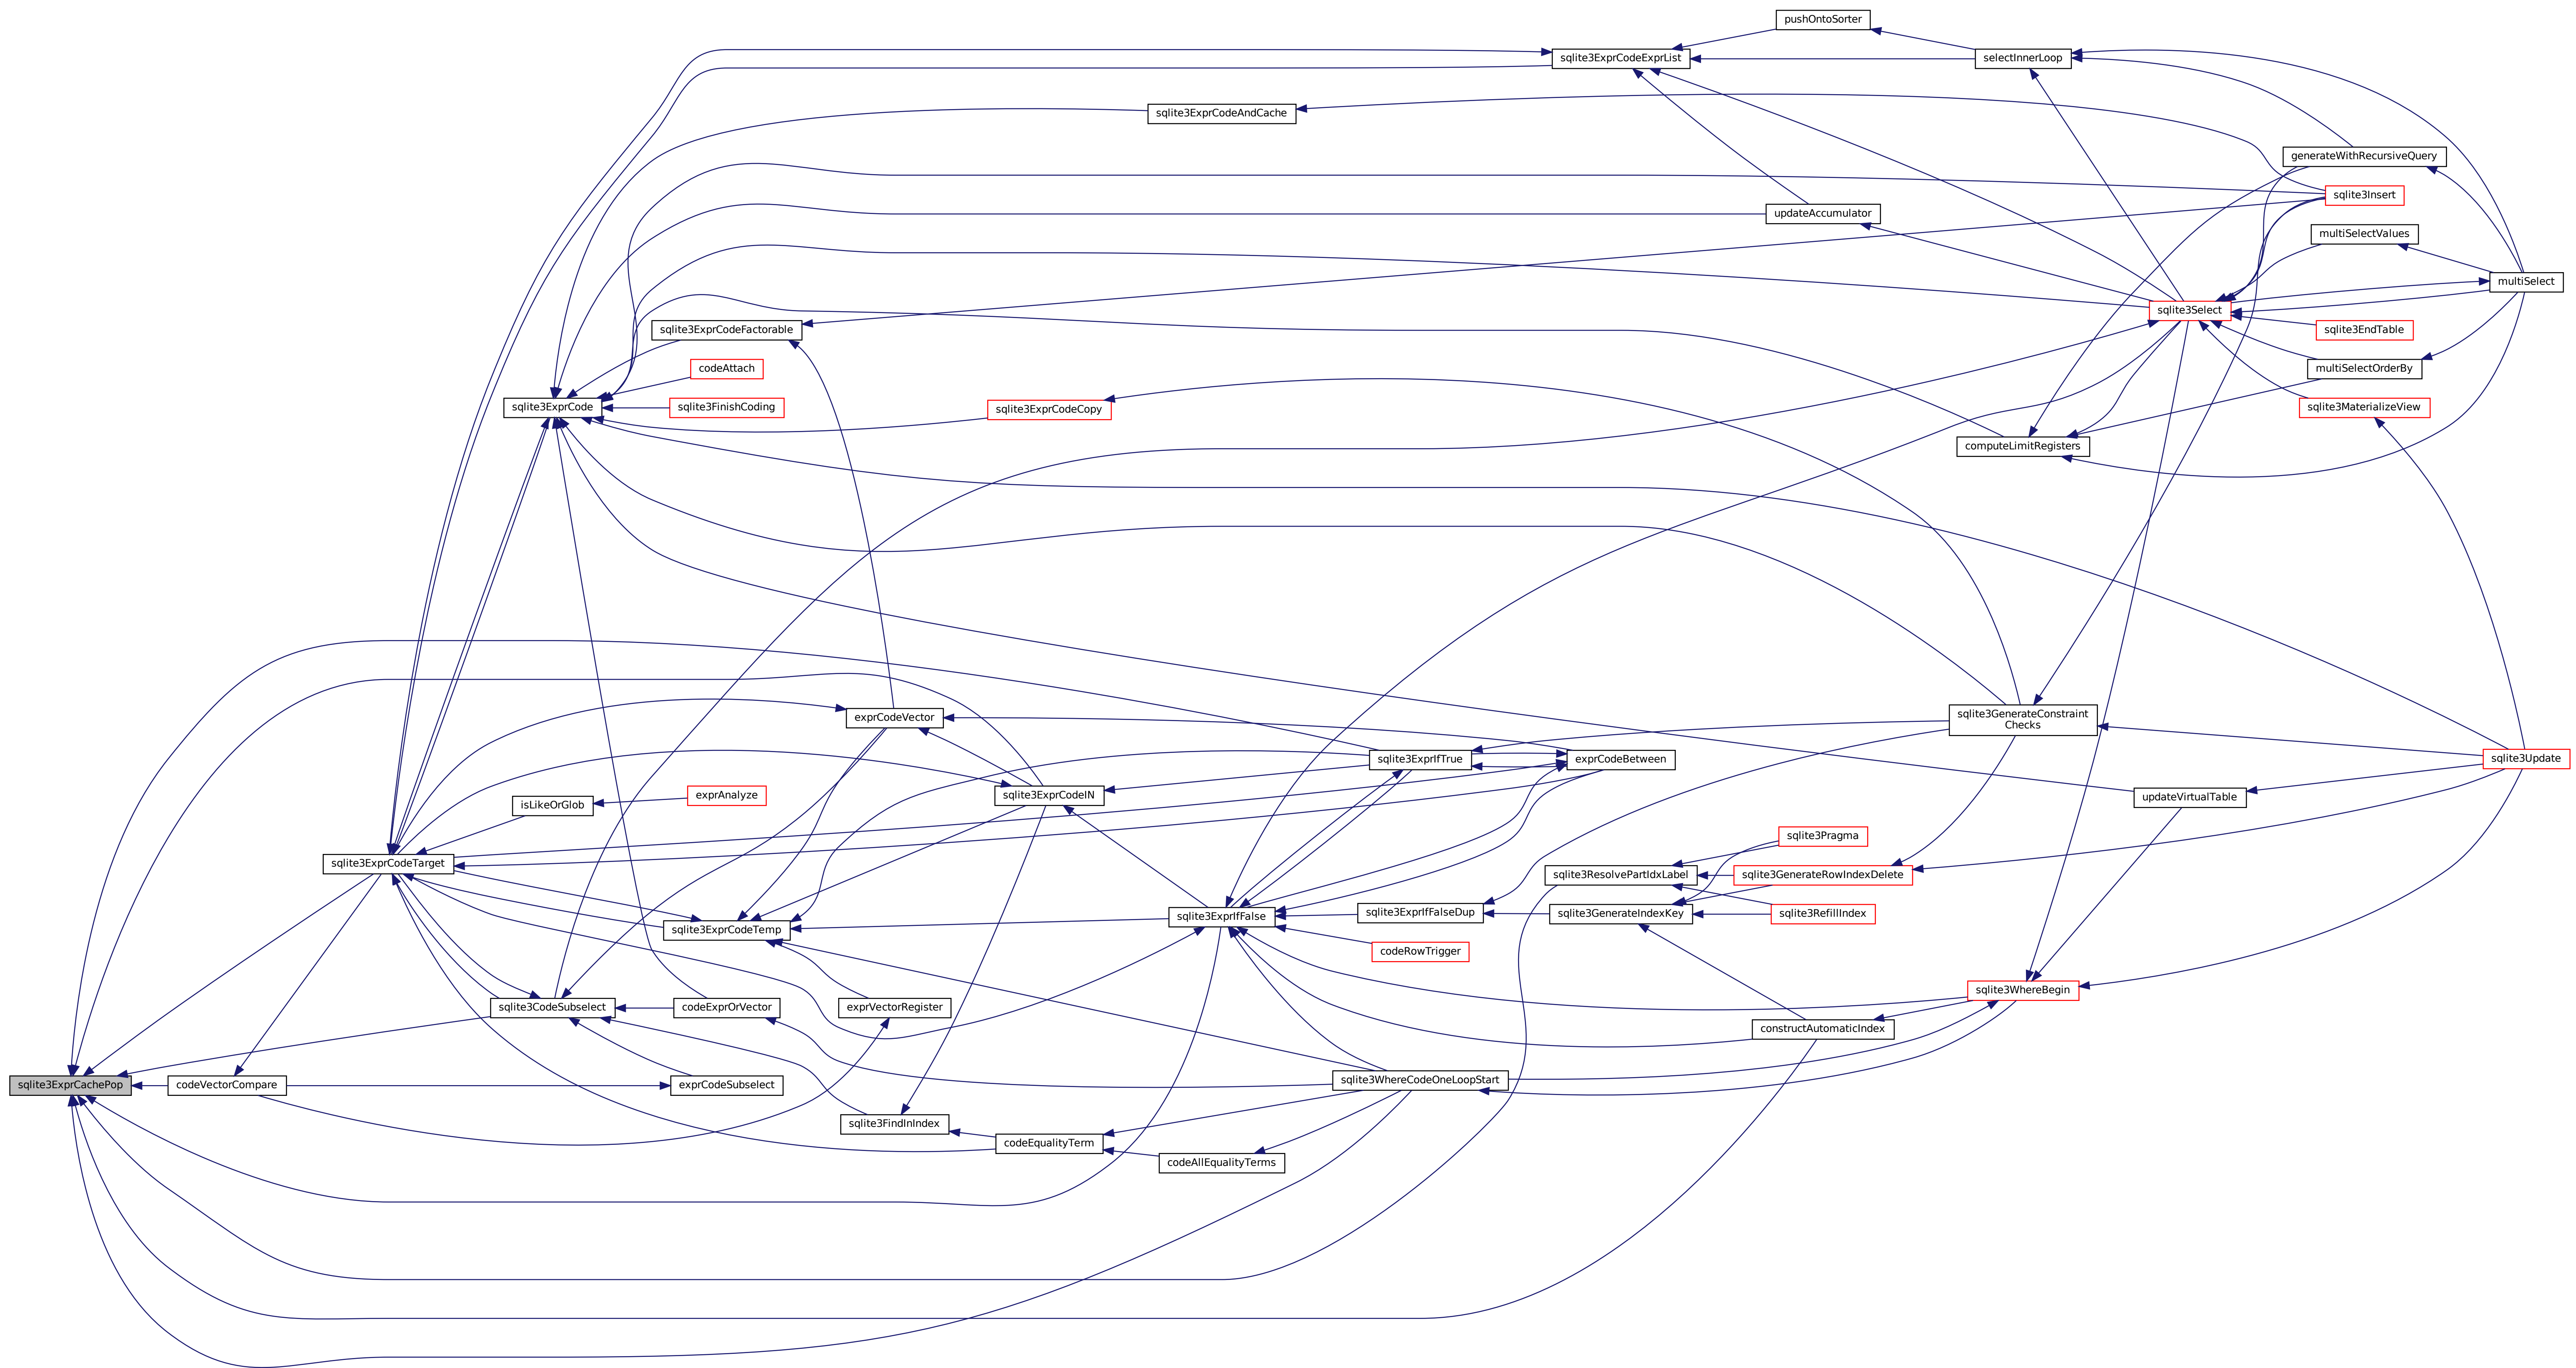 pushOntoSorter
sqlite3ExprCodeExprList
selectInnerLoop
sqlite3ExprCodeAndCache
generateWithRecursiveQuery
sqlite3Insert
updateAccumulator
multiSelectValues
multiSelect
sqlite3Select
sqlite3ExprCodeFactorable
sqlite3EndTable
codeAttach
multiSelectOrderBy
sqlite3ExprCode
sqlite3FinishCoding
sqlite3ExprCodeCopy
sqlite3MaterializeView
computeLimitRegisters
exprCodeVector
sqlite3GenerateConstraint
Checks
sqlite3ExprIfTrue
exprCodeBetween
sqlite3Update
sqlite3ExprCodeIN
exprAnalyze
isLikeOrGlob
updateVirtualTable
sqlite3Pragma
sqlite3ExprCodeTarget
sqlite3ResolvePartIdxLabel
sqlite3GenerateRowIndexDelete
sqlite3ExprIfFalse
sqlite3ExprIfFalseDup
sqlite3GenerateIndexKey
sqlite3RefillIndex
sqlite3ExprCodeTemp
codeRowTrigger
sqlite3WhereBegin
sqlite3CodeSubselect
codeExprOrVector
exprVectorRegister
constructAutomaticIndex
sqlite3ExprCachePop
codeVectorCompare
exprCodeSubselect
sqlite3WhereCodeOneLoopStart
sqlite3FindInIndex
codeEqualityTerm
codeAllEqualityTerms